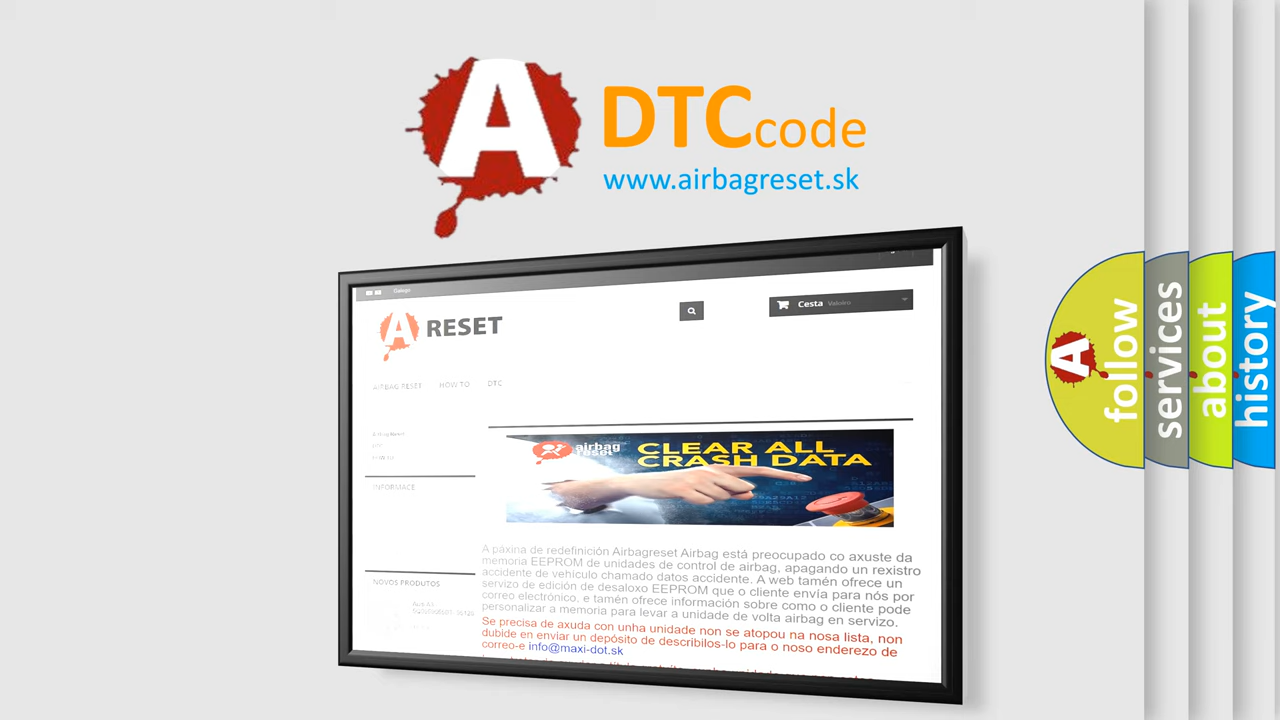 A
DTCcode
www.airbagreset.sk
Galego
A RESET
Cesta Valeiro
AIRBAG RESET HOW TO DTC
HOW TO
INFORMACE
NOVOS PRODUTOS
airbag
reset
CLEAR ALL
CRASH DATA
A páxina de redefinición Airbagreset Airbag está preocupado co axuste da
memoria EEPROM de unidades de control de airbag, apagando un rexistro
accidente de vehículo chamado datos accidente. A web tamén ofrece un
servizo de edición de desaloxo EEPROM que o cliente envía para nós por
correo electrónico, e tamén ofrece información sobre como o cliente pode
personalizar a memoria para levar a unidade de volta airbag en servizo.
Se precisa de axuda con unha unidade non se atopou na nosa lista, non
dubide en enviar un depósito de describilos-lo para o noso enderezo de
correo-e info@maxi-dot.sk
A
follow
services
about
history